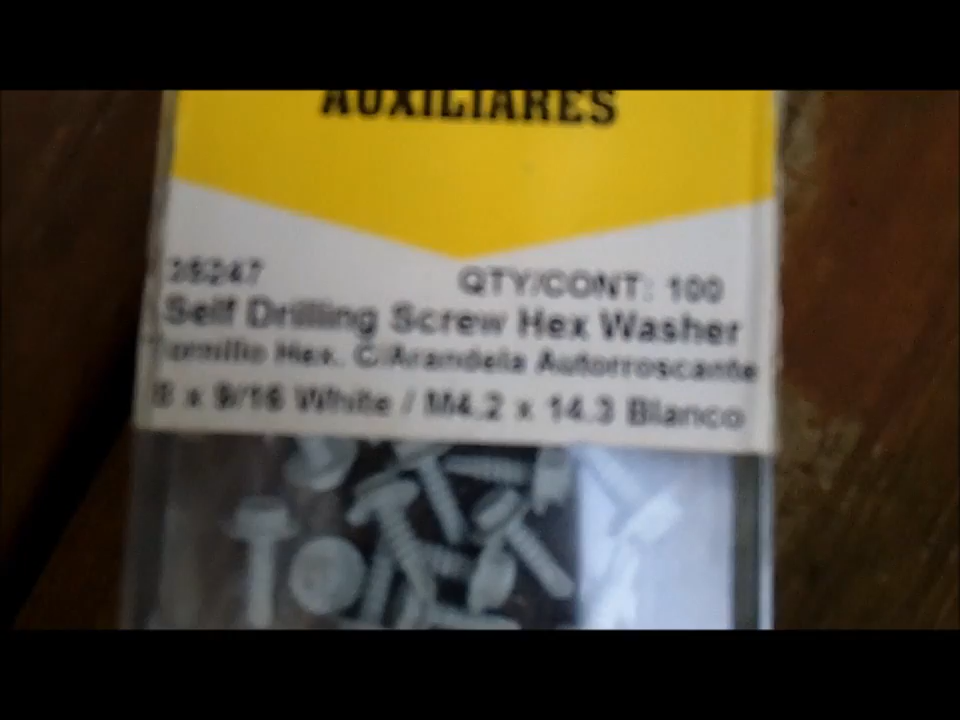 AUXILIARES
35247 QTY/CONT: 100
Self Drilling Screw Hex Washer
Tornillo Hex. C/Arandela Autorroscante
8 x 9/16 White / M4.2 x 14.3 Blanco